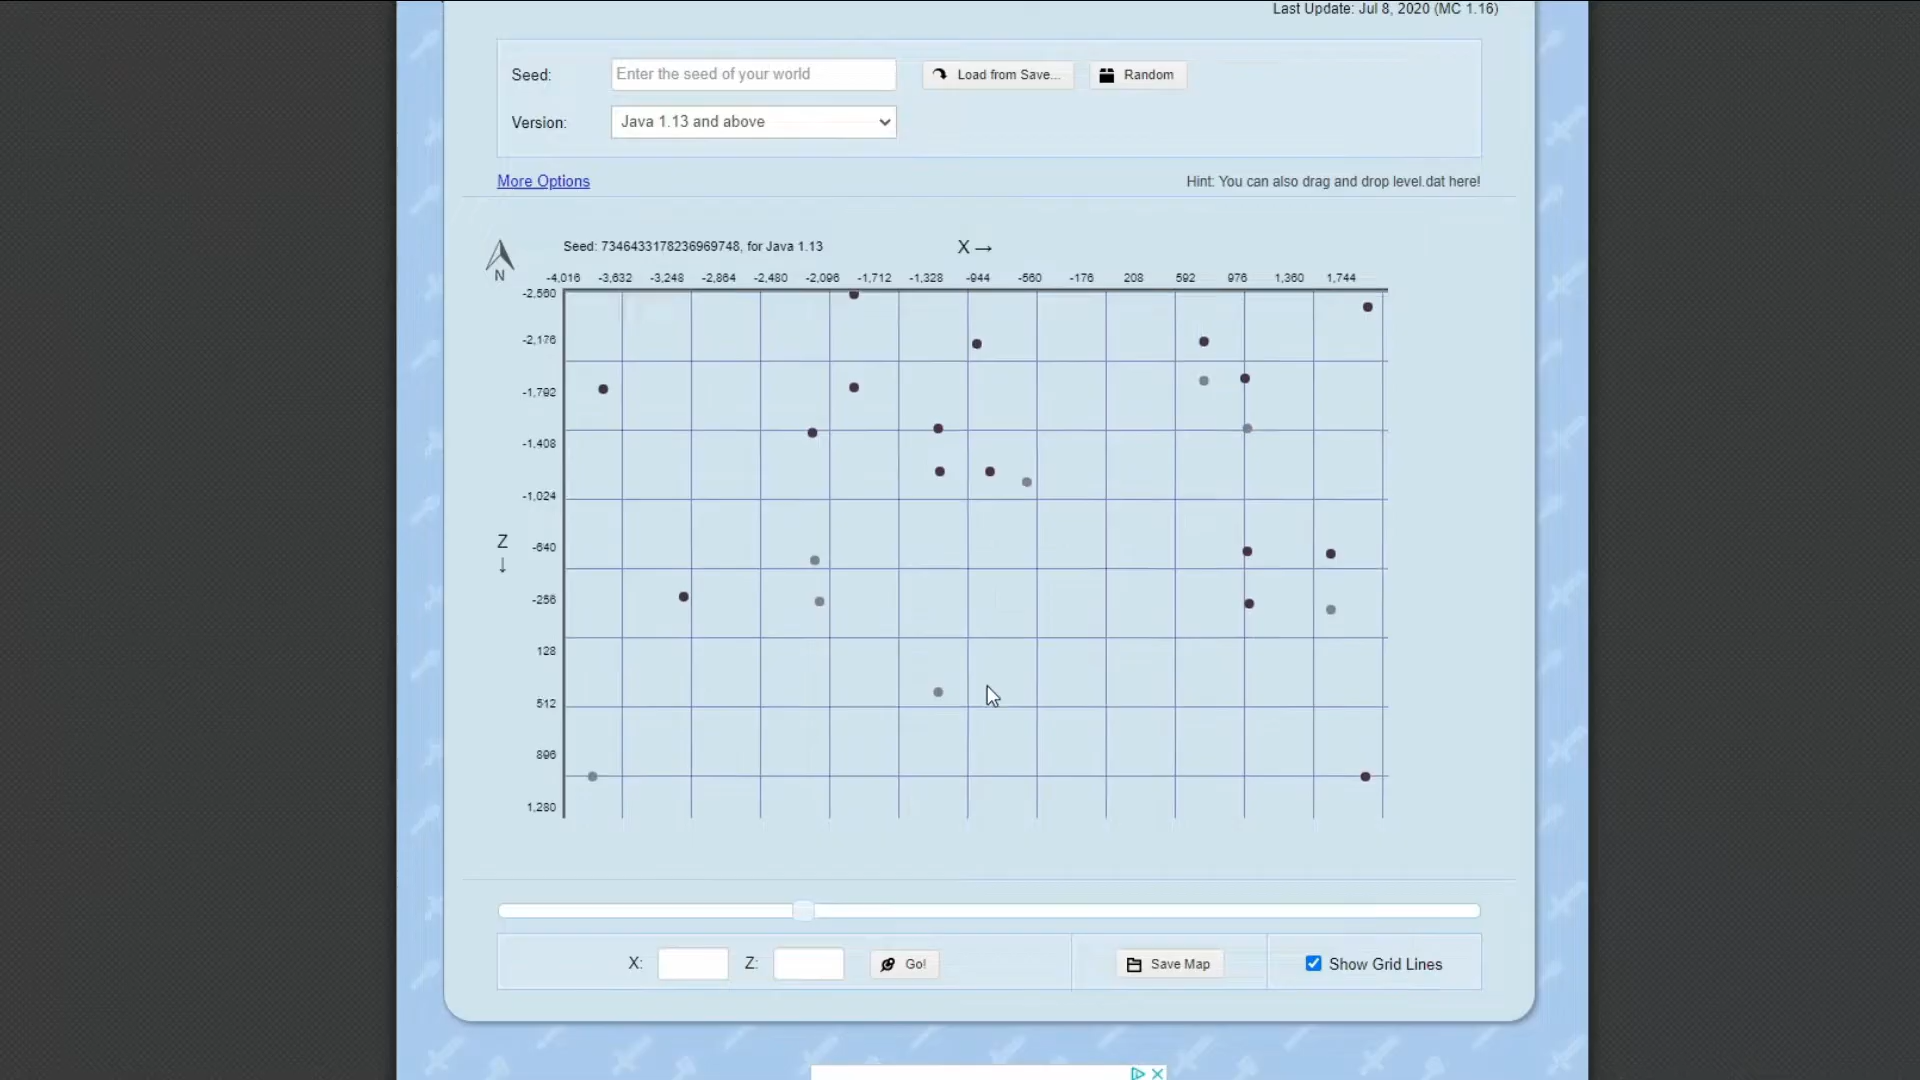 Last Update: Jul 8, 2020 (MC 1.16)
Seed: Enter the seed of your world Load from Save... Random
Version: Java 1.13 and above
More Options Hint: You can also drag and drop level.dat here!
Seed: 7346433178236969748, for Java 1.13 X →
N
-4,016 -3,632 -3,248 -2,864 -2,480 -2,096 -1,712 -1,328 -944 -560 -176 208 592 976 1,360 1,744
-2,560
-2,176
-1,792
-1,408
-1,024
Z
-640
↓
-256
128
512
896
1,280
X: Z: Go! Save Map Show Grid Lines